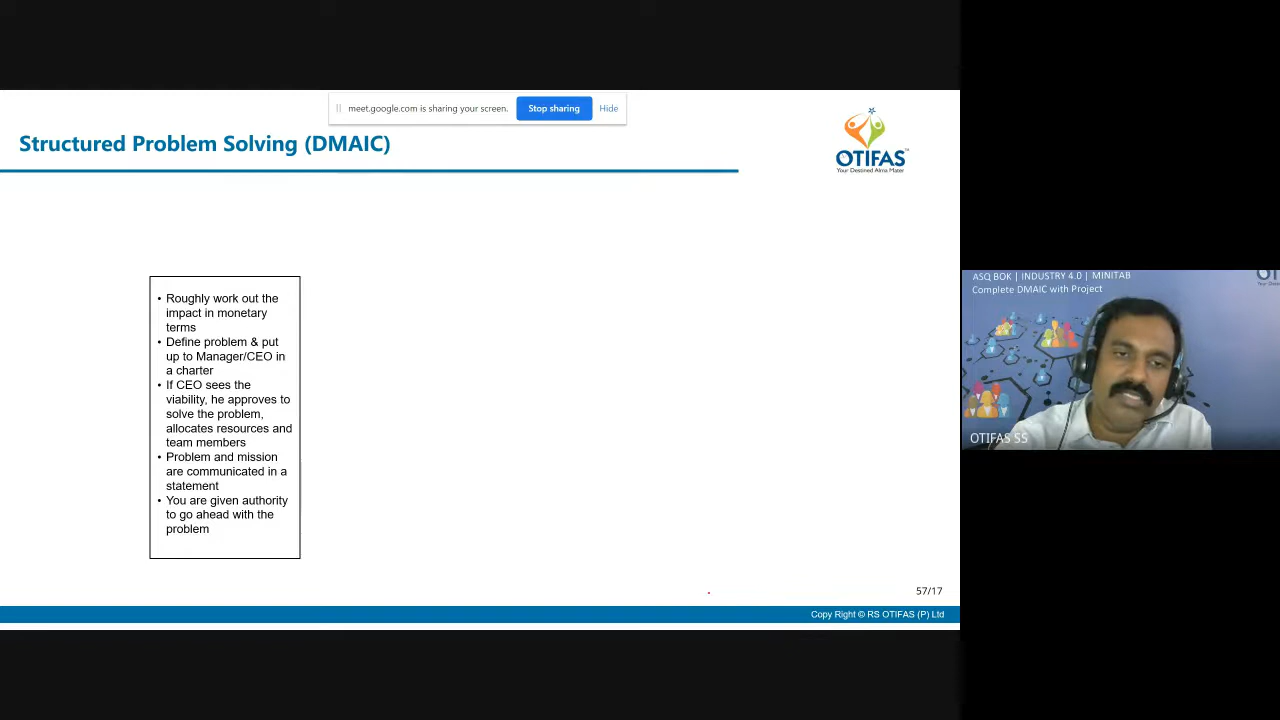 meet.google.com is sharing your screen.
Stop sharing
Hide
Structured Problem Solving (DMAIC)
OTIFAS™
Your Destined Alma Mater
• Roughly work out the
impact in monetary
terms
• Define problem & put
up to Manager/CEO in
a charter
• If CEO sees the
viability, he approves to
solve the problem,
allocates resources and
team members
• Problem and mission
are communicated in a
statement
• You are given authority
to go ahead with the
problem
57/17
Copy Right © RS OTIFAS (P) Ltd
ASQ BOK | INDUSTRY 4.0 | MINITAB
Complete DMAIC with Project
OTIFAS SS